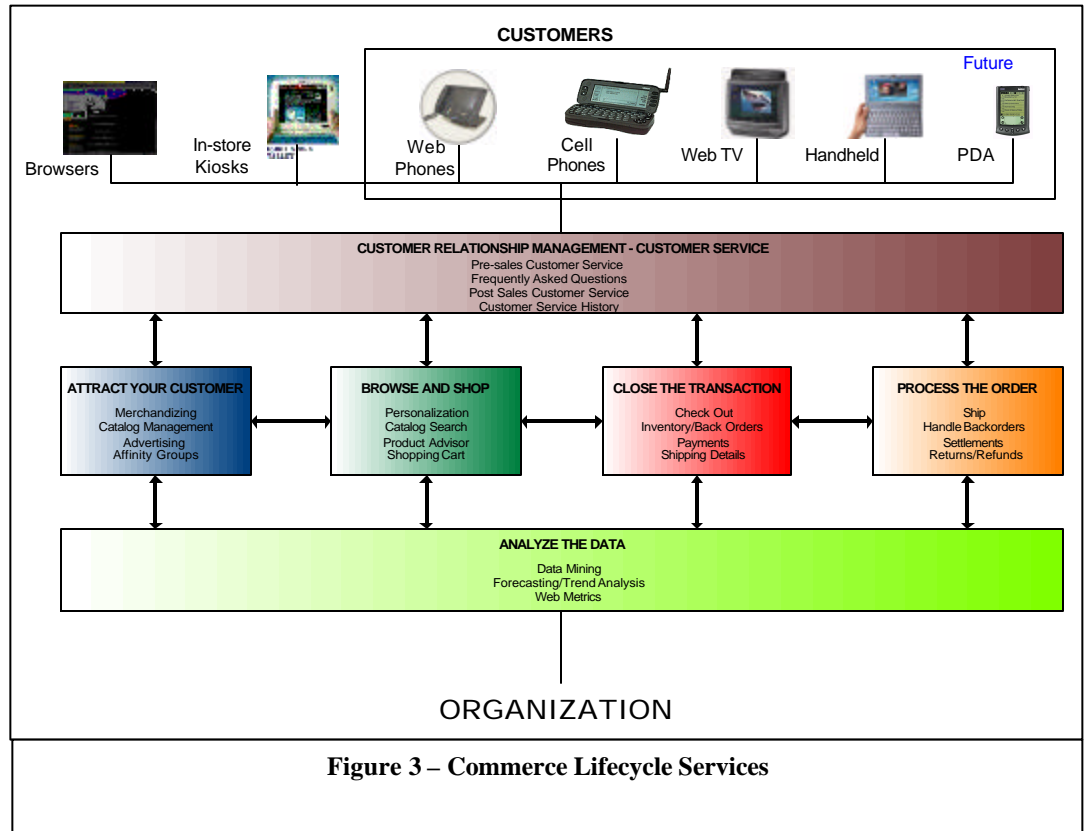 CUSTOMERS
Future
Browsers
In-store
Kiosks
Web
Phones
Cell
Phones
Web TV
Handheld
PDA
CUSTOMER RELATIONSHIP MANAGEMENT - CUSTOMER SERVICE
Pre-sales Customer Service
Frequently Asked Questions
Post Sales Customer Service
Customer Service History
ATTRACT YOUR CUSTOMER
Merchandizing
Catalog Management
Advertising
Affinity Groups
BROWSE AND SHOP
Personalization
Catalog Search
Product Advisor
Shopping Cart
CLOSE THE TRANSACTION
Check Out
Inventory/Back Orders
Payments
Shipping Details
PROCESS THE ORDER
Ship
Handle Backorders
Settlements
Returns/Refunds
ANALYZE THE DATA
Data Mining
Forecasting/Trend Analysis
Web Metrics
ORGANIZATION
Figure 3 – Commerce Lifecycle Services